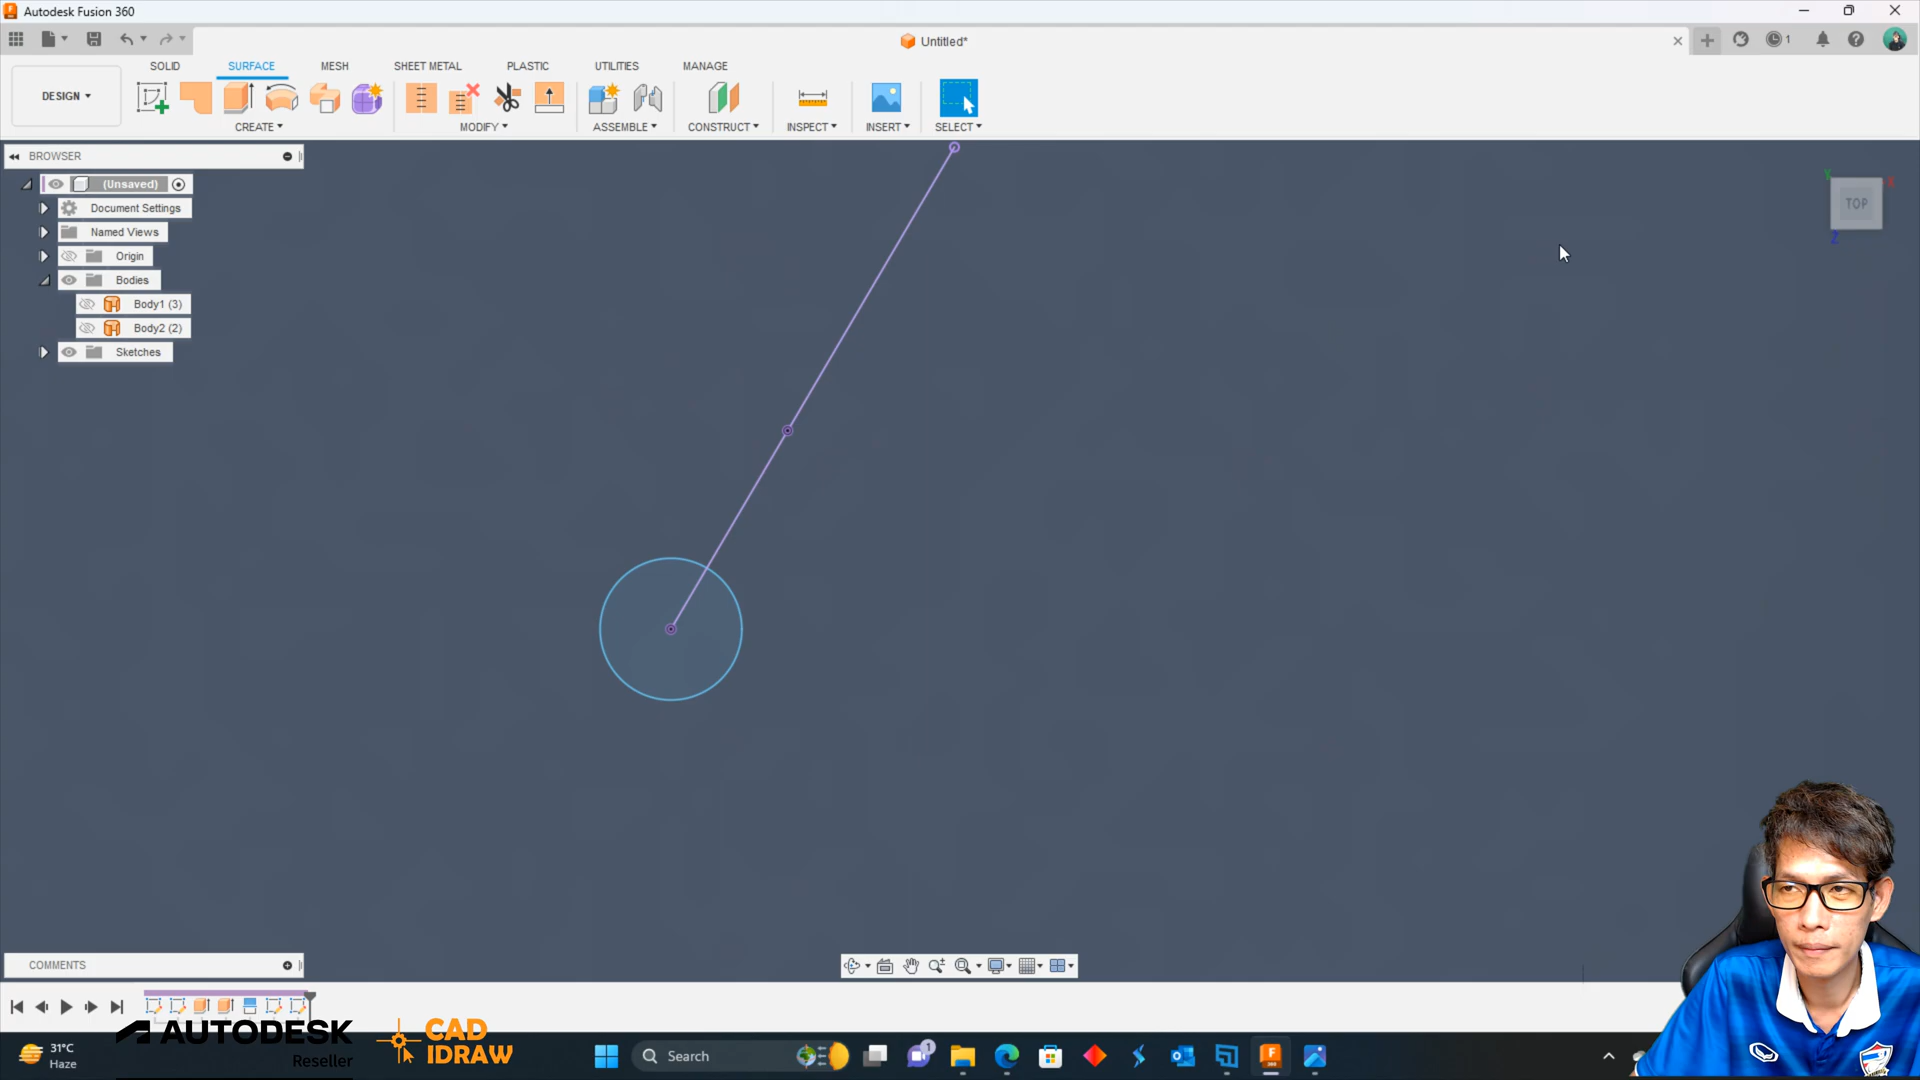 Autodesk Fusion 360
Untitled*
1
DESIGN
SOLID
SURFACE
MESH
SHEET METAL
PLASTIC
UTILITIES
MANAGE
CREATE
MODIFY
ASSEMBLE
CONSTRUCT
INSPECT
INSERT
SELECT
BROWSER
(Unsaved)
Document Settings
Named Views
Origin
Bodies
Body1 (3)
Body2 (2)
Sketches
Y
X
TOP
Z
COMMENTS
AUTODESK
Reseller
CAD
IDRAW
31°C
Haze
Search
1